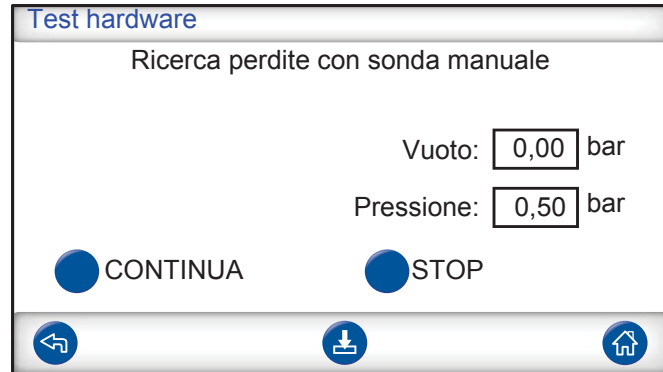 Test hardware
Ricerca perdite con sonda manuale
Vuoto: 0,00 bar
Pressione: 0,50 bar
CONTINUA STOP